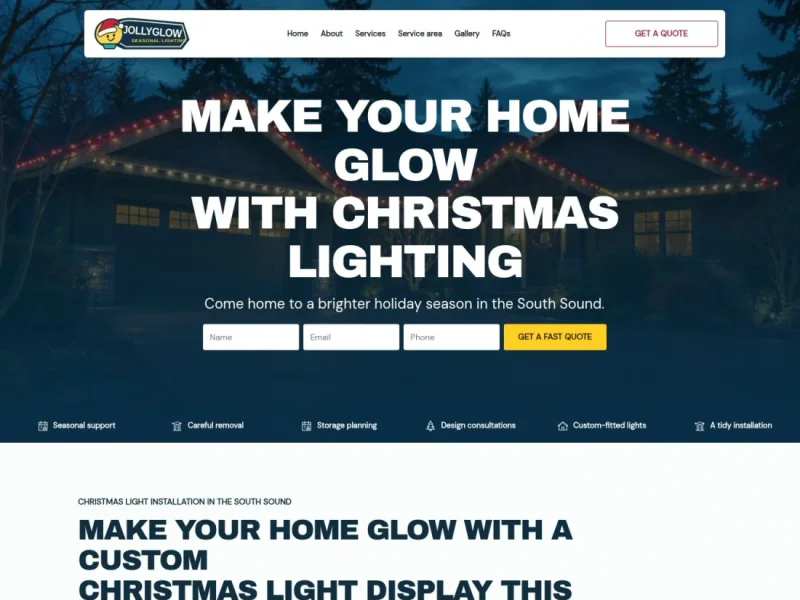 JOLLYGLOW
SEASONAL LIGHTING
Home
About
Services
Service area
Gallery
FAQs
GET A QUOTE
MAKE YOUR HOME
GLOW
WITH CHRISTMAS
LIGHTING
Come home to a brighter holiday season in the South Sound.
Name
Email
Phone
GET A FAST QUOTE
Seasonal support
Careful removal
Storage planning
Design consultations
Custom-fitted lights
A tidy installation
CHRISTMAS LIGHT INSTALLATION IN THE SOUTH SOUND
MAKE YOUR HOME GLOW WITH A
CUSTOM
CHRISTMAS LIGHT DISPLAY THIS